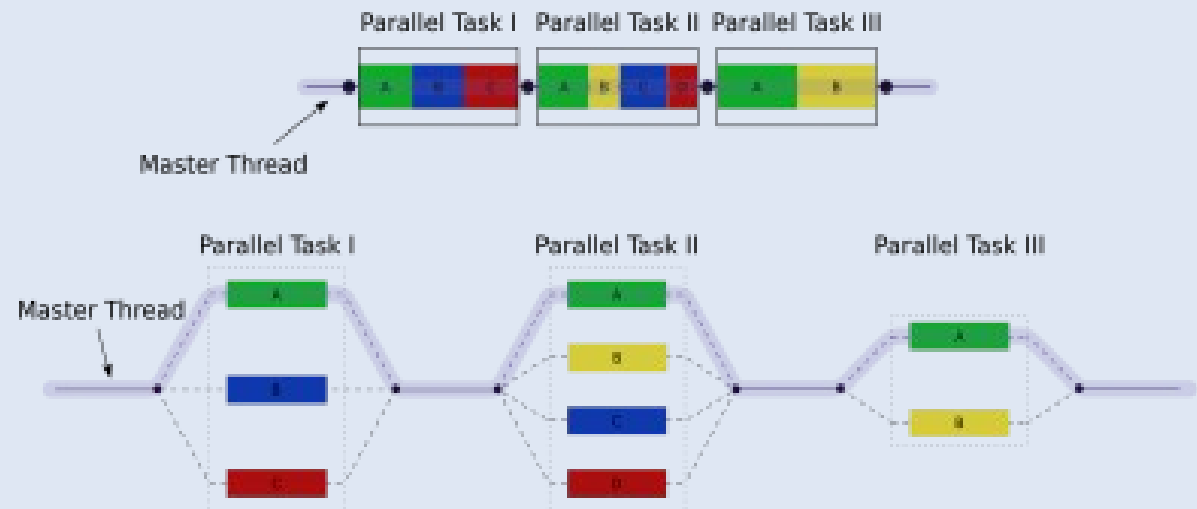 Parallel Task I Parallel Task II Parallel Task III
A B C A B C D A B
Master Thread
Parallel Task I Parallel Task II Parallel Task III
A A
Master Thread
A
B
B C
B
C D